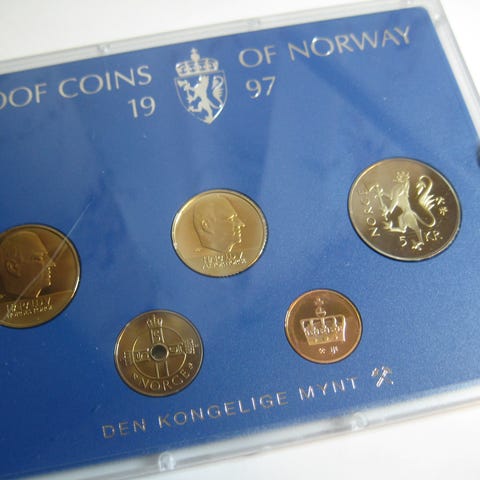 OOF COINS OF NORWAY
19 97
NORGE
5 KR
NORGE
DEN KONGELIGE MYNT